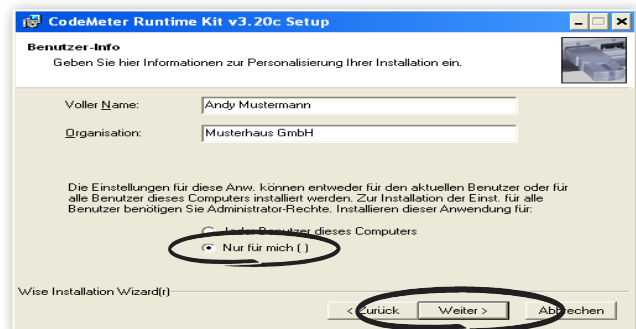 CodeMeter Runtime Kit v3.20c Setup
Benutzer-Info
Geben Sie hier Informationen zur Personalisierung Ihrer Installation ein.
Voller Name:
Andy Mustermann
Organisation:
Musterhaus GmbH
Die Einstellungen für diese Anw. können entweder für den aktuellen Benutzer oder für
alle Benutzer dieses Computers installiert werden. Zur Installation der Einst. für alle
Benutzer benötigen Sie Administrator-Rechte. Installieren dieser Anwendung für:
Jeder Benutzer dieses Computers
Nur für mich ( )
Wise Installation Wizard(r)
< Zurück
Weiter >
Abbrechen